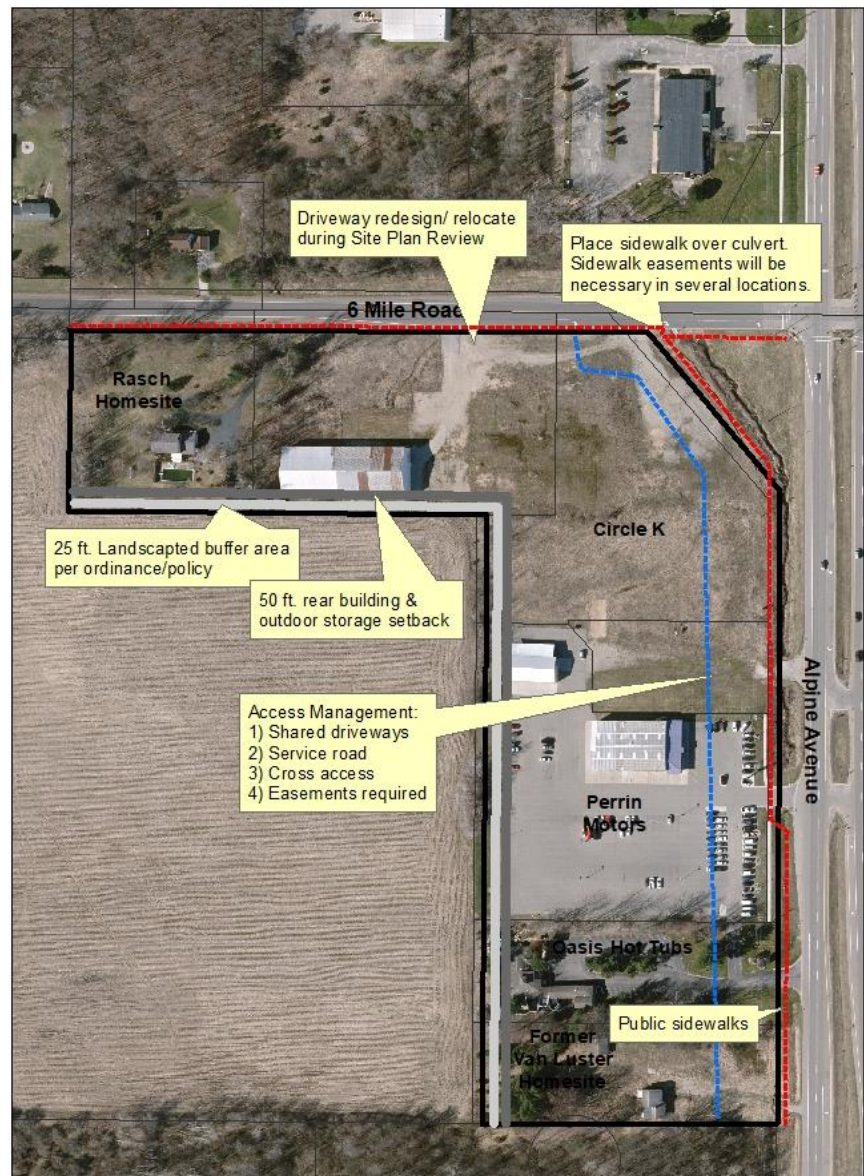 Driveway redesign/ relocate
during Site Plan Review
Place sidewalk over culvert.
Sidewalk easements will be
necessary in several locations.
6 Mile Road
Rasch
Homesite
Circle K
25 ft. Landscapted buffer area
per ordinance/policy
50 ft. rear building &
outdoor storage setback
Alpine Avenue
Access Management:
1) Shared driveways
2) Service road
3) Cross access
4) Easements required
Perrin
Motors
Oasis Hot Tubs
Public sidewalks
Former
Van Luster
Homesite